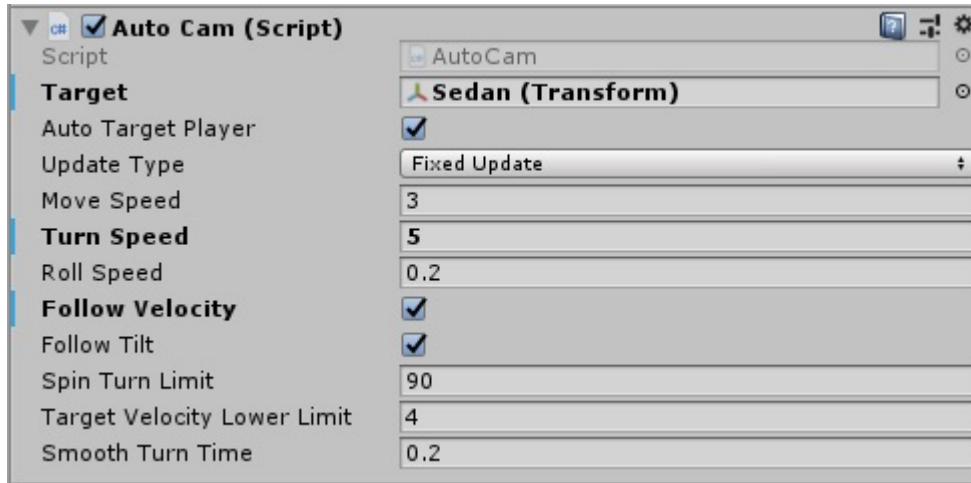 Auto Cam (Script)
Script AutoCam
Target Sedan (Transform)
Auto Target Player
Update Type Fixed Update
Move Speed 3
Turn Speed 5
Roll Speed 0.2
Follow Velocity
Follow Tilt
Spin Turn Limit 90
Target Velocity Lower Limit 4
Smooth Turn Time 0.2